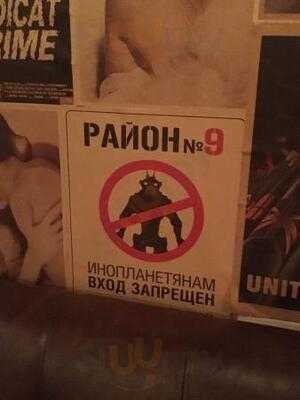 DICAT
RIME
РАЙОН №9
ИНОПЛАНЕТЯНАМ
ВХОД ЗАПРЕЩЕН
UNIT